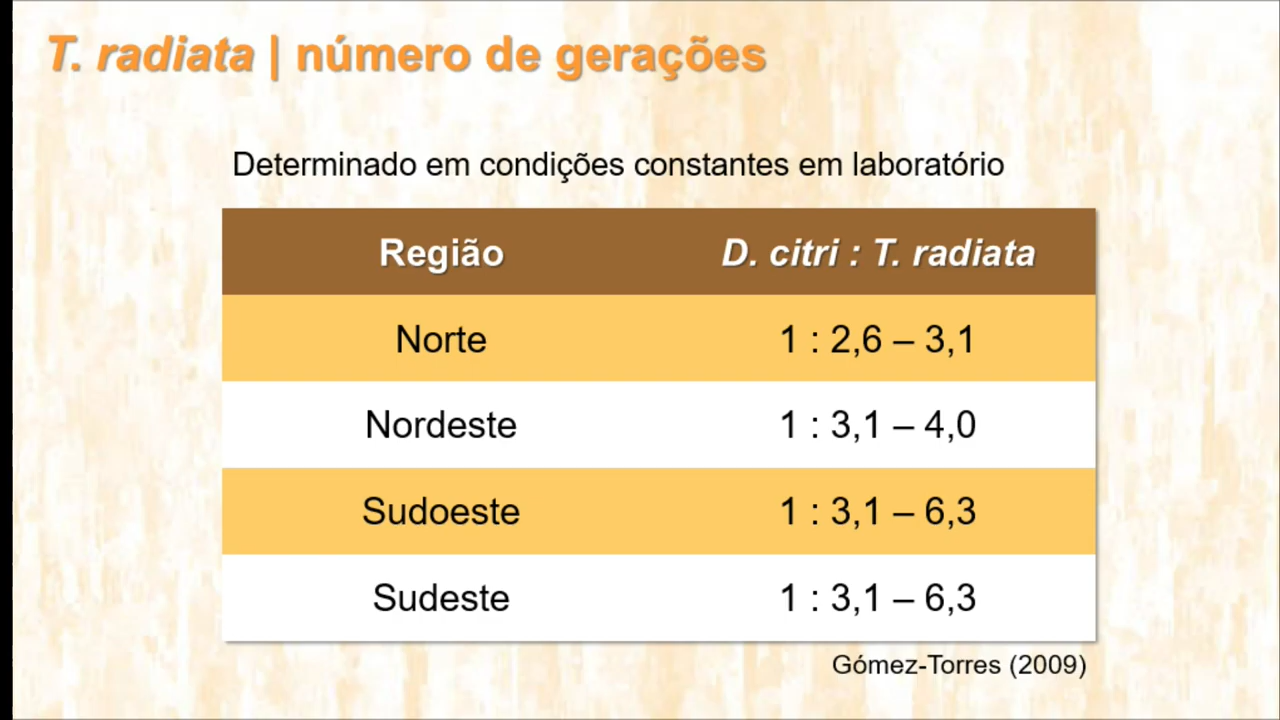 T. radiata | número de gerações
Determinado em condições constantes em laboratório
Região D. citri : T. radiata
Norte 1 : 2,6 – 3,1
Nordeste 1 : 3,1 – 4,0
Sudoeste 1 : 3,1 – 6,3
Sudeste 1 : 3,1 – 6,3
Gómez-Torres (2009)